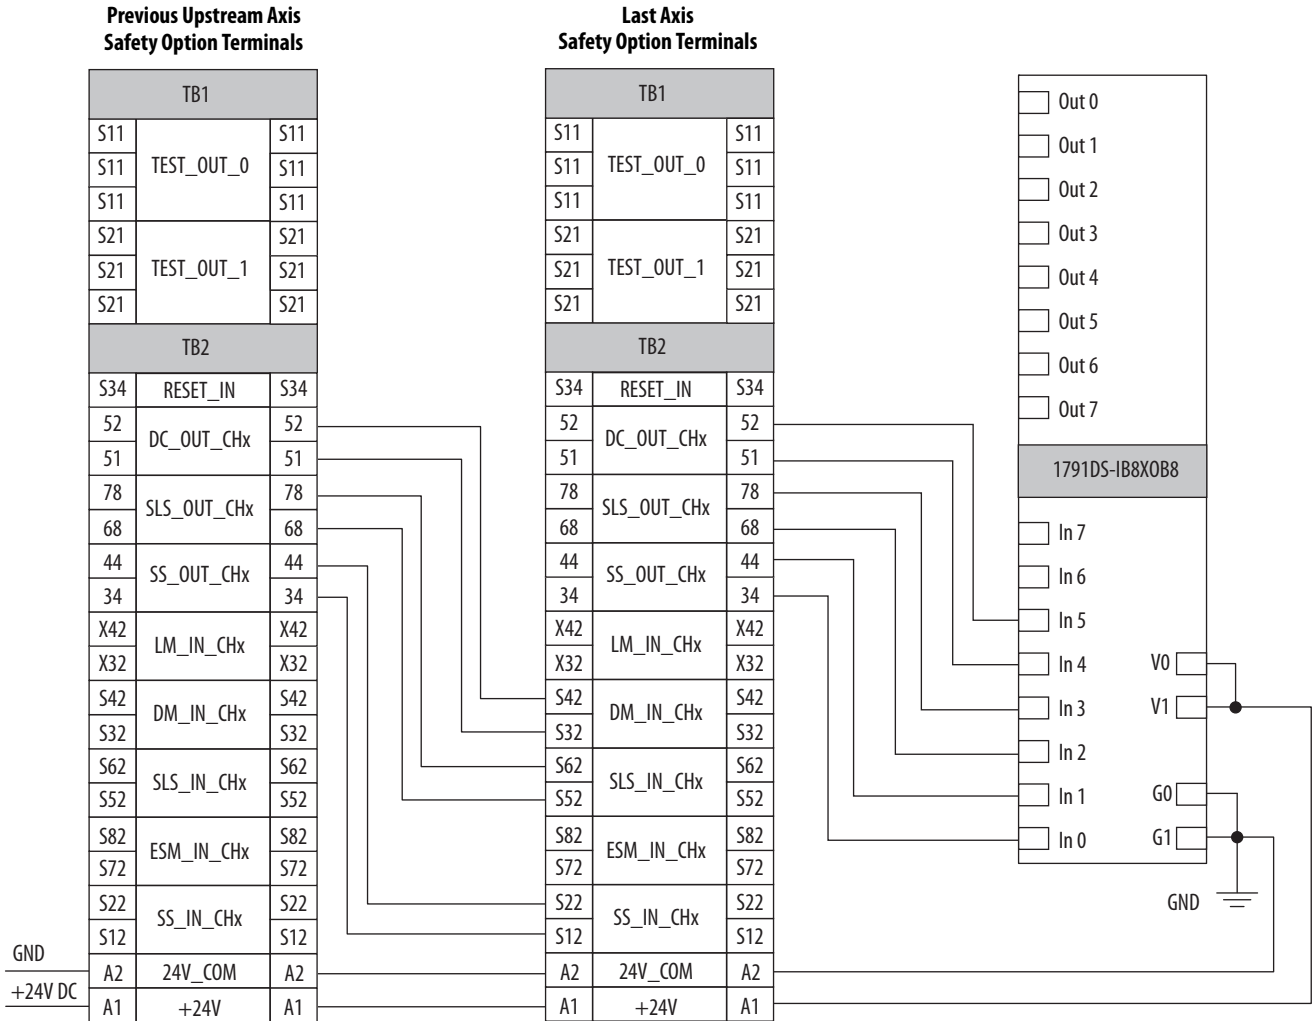 Previous Upstream Axis
Safety Option Terminals
TB1
S11 TEST_OUT_0 S11
S11 S11
S11 S11
S21 TEST_OUT_1 S21
S21 S21
S21 S21
TB2
S34 RESET_IN S34
52 DC_OUT_CHx 52
51 51
78 SLS_OUT_CHx 78
68 68
44 SS_OUT_CHx 44
34 34
X42 LM_IN_CHx X42
X32 X32
S42 DM_IN_CHx S42
S32 S32
S62 SLS_IN_CHx S62
S52 S52
S82 ESM_IN_CHx S82
S72 S72
S22 SS_IN_CHx S22
S12 S12
GND
A2 24V_COM A2
+24V DC
A1 +24V A1
Last Axis
Safety Option Terminals
TB1
S11 TEST_OUT_0 S11
S11 S11
S11 S11
S21 TEST_OUT_1 S21
S21 S21
S21 S21
TB2
S34 RESET_IN S34
52 DC_OUT_CHx 52
51 51
78 SLS_OUT_CHx 78
68 68
44 SS_OUT_CHx 44
34 34
X42 LM_IN_CHx X42
X32 X32
S42 DM_IN_CHx S42
S32 S32
S62 SLS_IN_CHx S62
S52 S52
S82 ESM_IN_CHx S82
S72 S72
S22 SS_IN_CHx S22
S12 S12
A2 24V_COM A2
A1 +24V A1
Out 0
Out 1
Out 2
Out 3
Out 4
Out 5
Out 6
Out 7
1791DS-IB8XOB8
In 7
In 6
In 5
In 4 V0
In 3 V1
In 2
In 1 G0
In 0 G1
GND